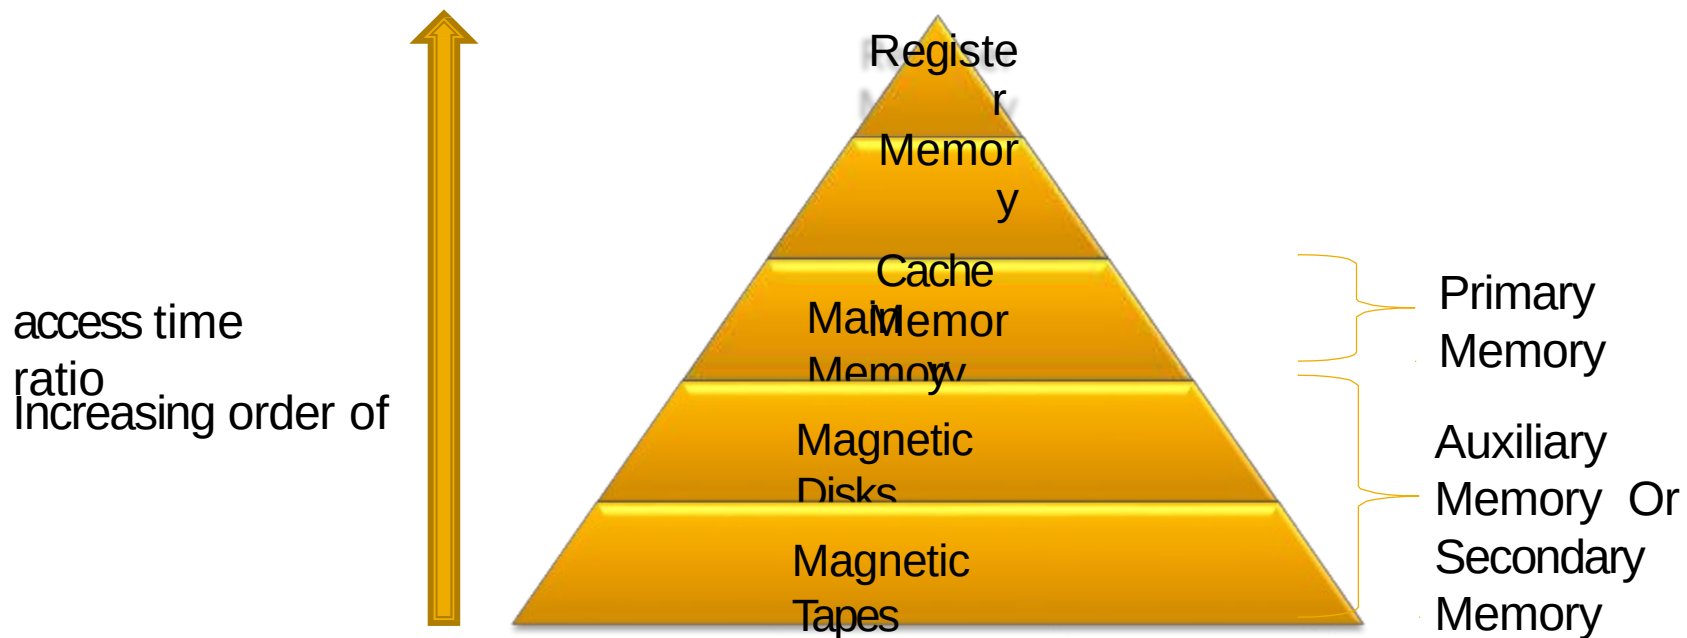 Registe
r
Memor
y
Cache
Memor
y
Main
Memory
Magnetic
Disks
Magnetic
Tapes
access time
ratio
Increasing order of
Primary
Memory
Auxiliary
Memory Or
Secondary
Memory